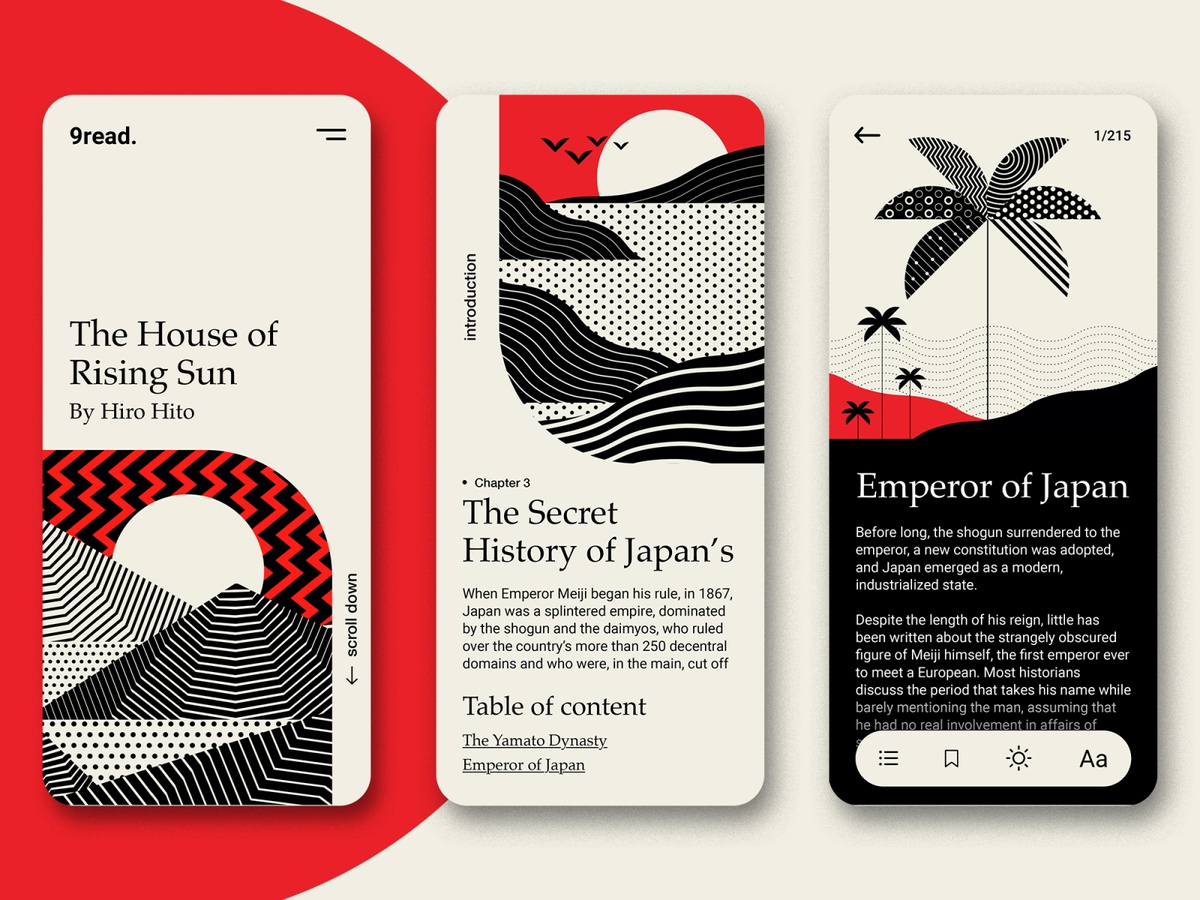 9read.
The House of
Rising Sun
By Hiro Hito
scroll down
introduction
• Chapter 3
The Secret
History of Japan’s
When Emperor Meiji began his rule, in 1867,
Japan was a splintered empire, dominated
by the shogun and the daimyos, who ruled
over the country’s more than 250 decentral
domains and who were, in the main, cut off
Table of content
The Yamato Dynasty
Emperor of Japan
1/215
Emperor of Japan
Before long, the shogun surrendered to the
emperor, a new constitution was adopted,
and Japan emerged as a modern,
industrialized state.
Despite the length of his reign, little has
been written about the strangely obscured
figure of Meiji himself, the first emperor ever
to meet a European. Most historians
discuss the period that takes his name while
barely mentioning the man, assuming that
he had no real involvement in affairs of
Aa